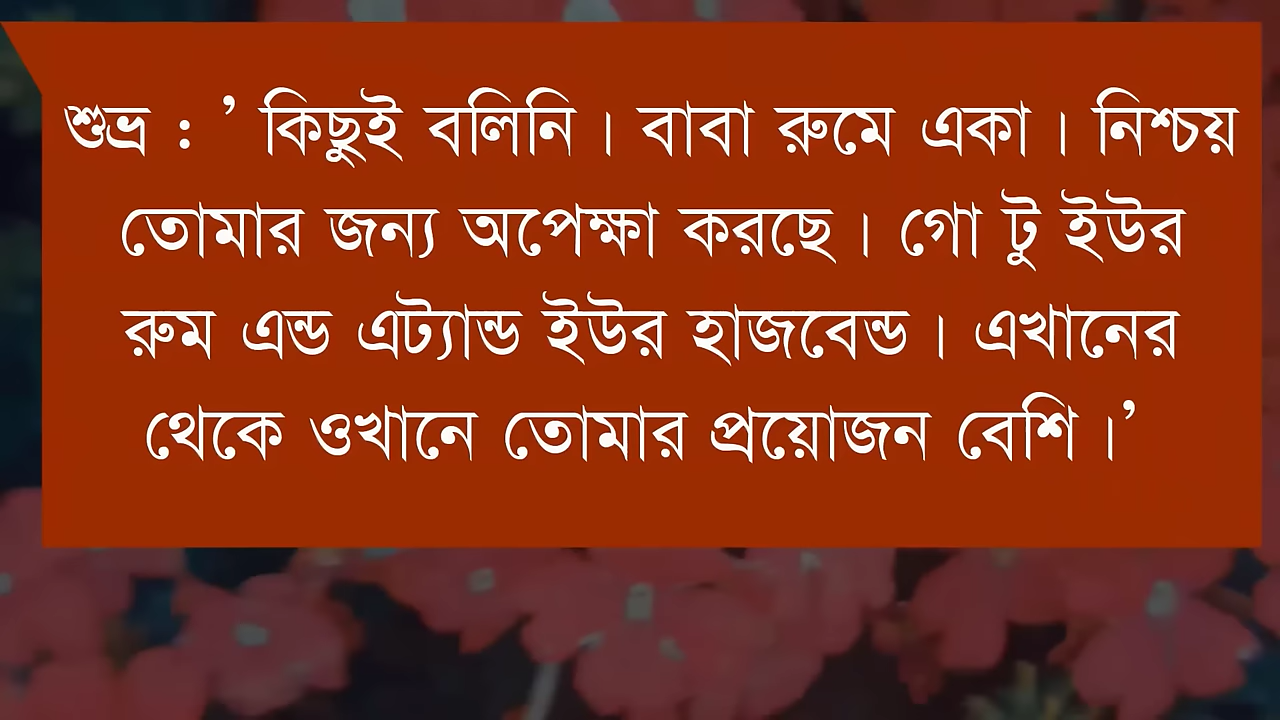 শুভ্র : ’ কিছুই বলিনি । বাবা রুমে একা । নিশ্চয়
তোমার জন্য অপেক্ষা করছে । গো টু ইউর
রুম এন্ড এট্যান্ড ইউর হাজবেন্ড । এখানের
থেকে ওখানে তোমার প্রয়োজন বেশি ।’